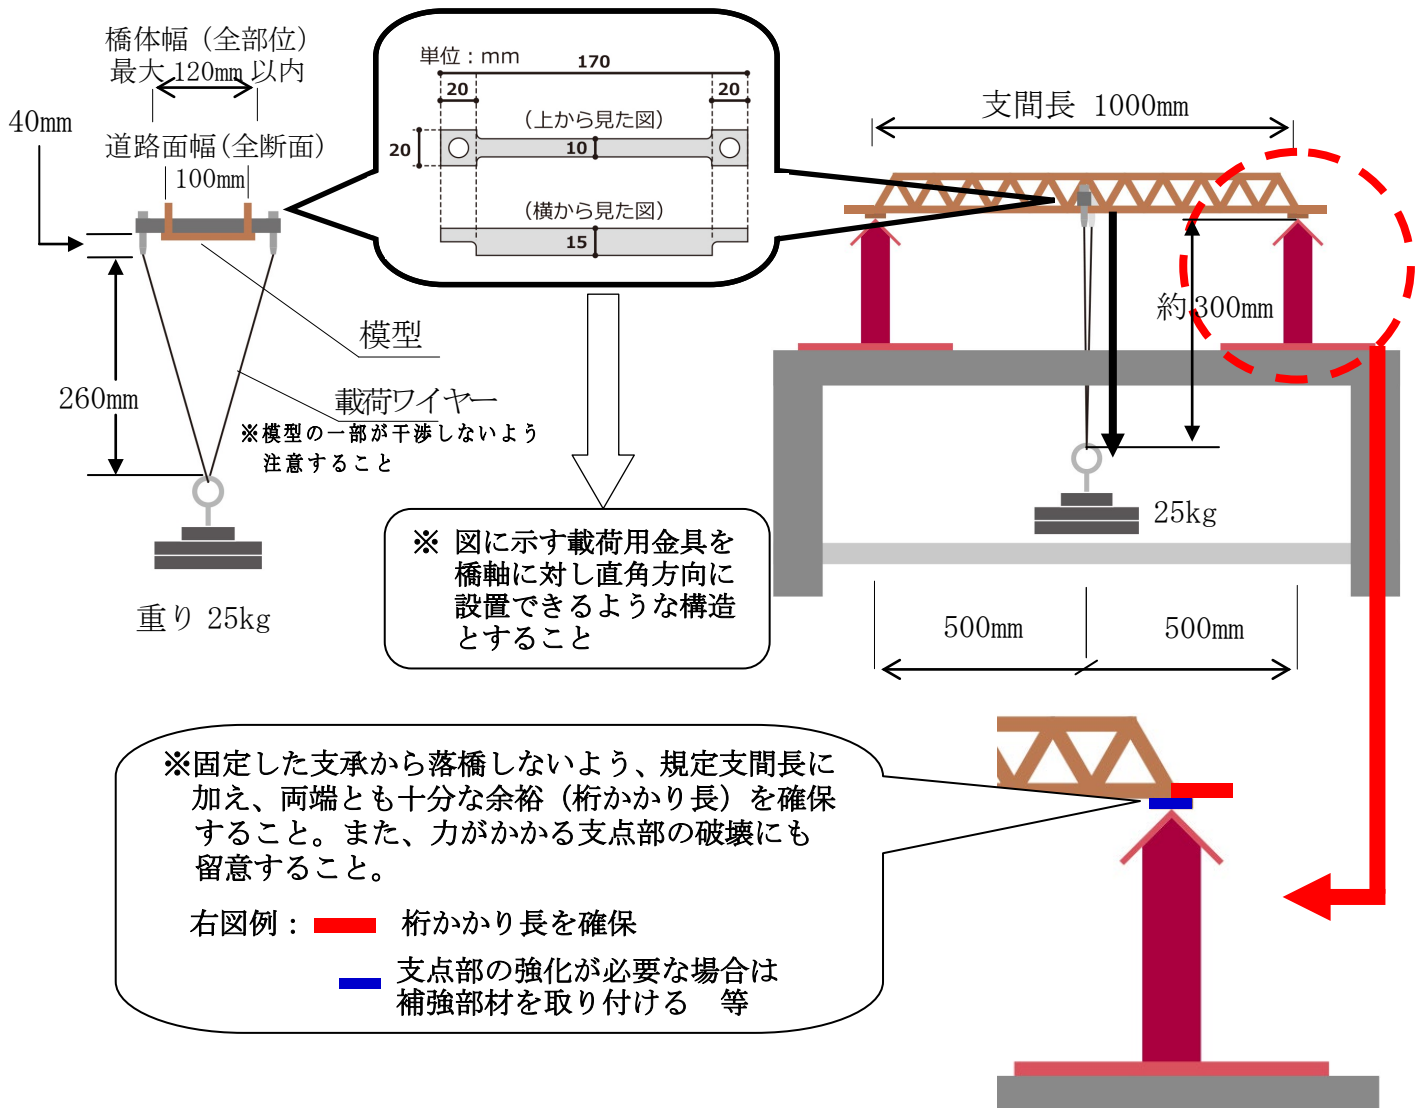 橋体幅（全部位）
最大 120mm 以内
40mm
道路面幅(全断面)
100mm
260mm
模型
載荷ワイヤー
※模型の一部が干渉しないよう
注意すること
重り 25kg
単位：mm
170
20
20
（上から見た図）
20
10
（横から見た図）
15
※ 図に示す載荷用金具を
橋軸に対し直角方向に
設置できるような構造
とすること
支間長 1000mm
約300mm
25kg
500mm
500mm
※固定した支承から落橋しないよう、規定支間長に
加え、両端とも十分な余裕（桁かかり長）を確保
すること。また、力がかかる支点部の破壊にも
留意すること。
右図例：
桁かかり長を確保
支点部の強化が必要な場合は
補強部材を取り付ける　等